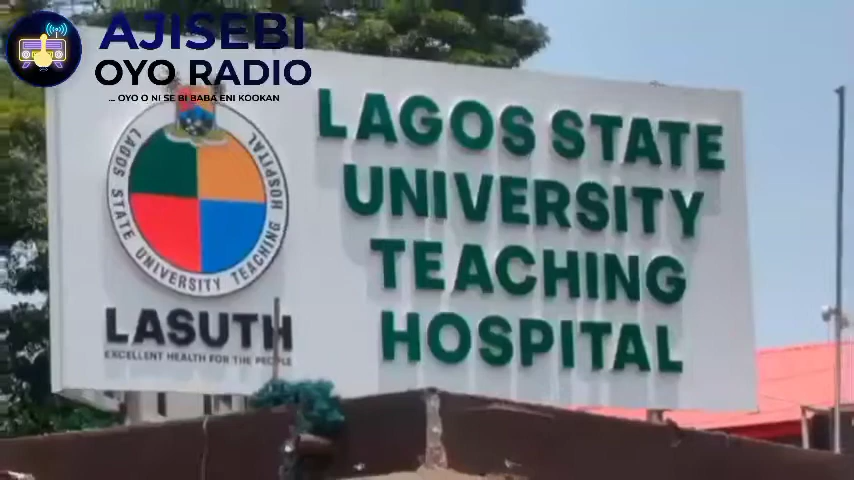 AJISEBI
OYO RADIO
... OYO O NI SE BI BABA ENI KOOKAN
LAGOS STATE UNIVERSITY TEACHING HOSPITAL
LASUTH
EXCELLENT HEALTH FOR THE PEOPLE
LAGOS STATE
UNIVERSITY
TEACHING
HOSPITAL